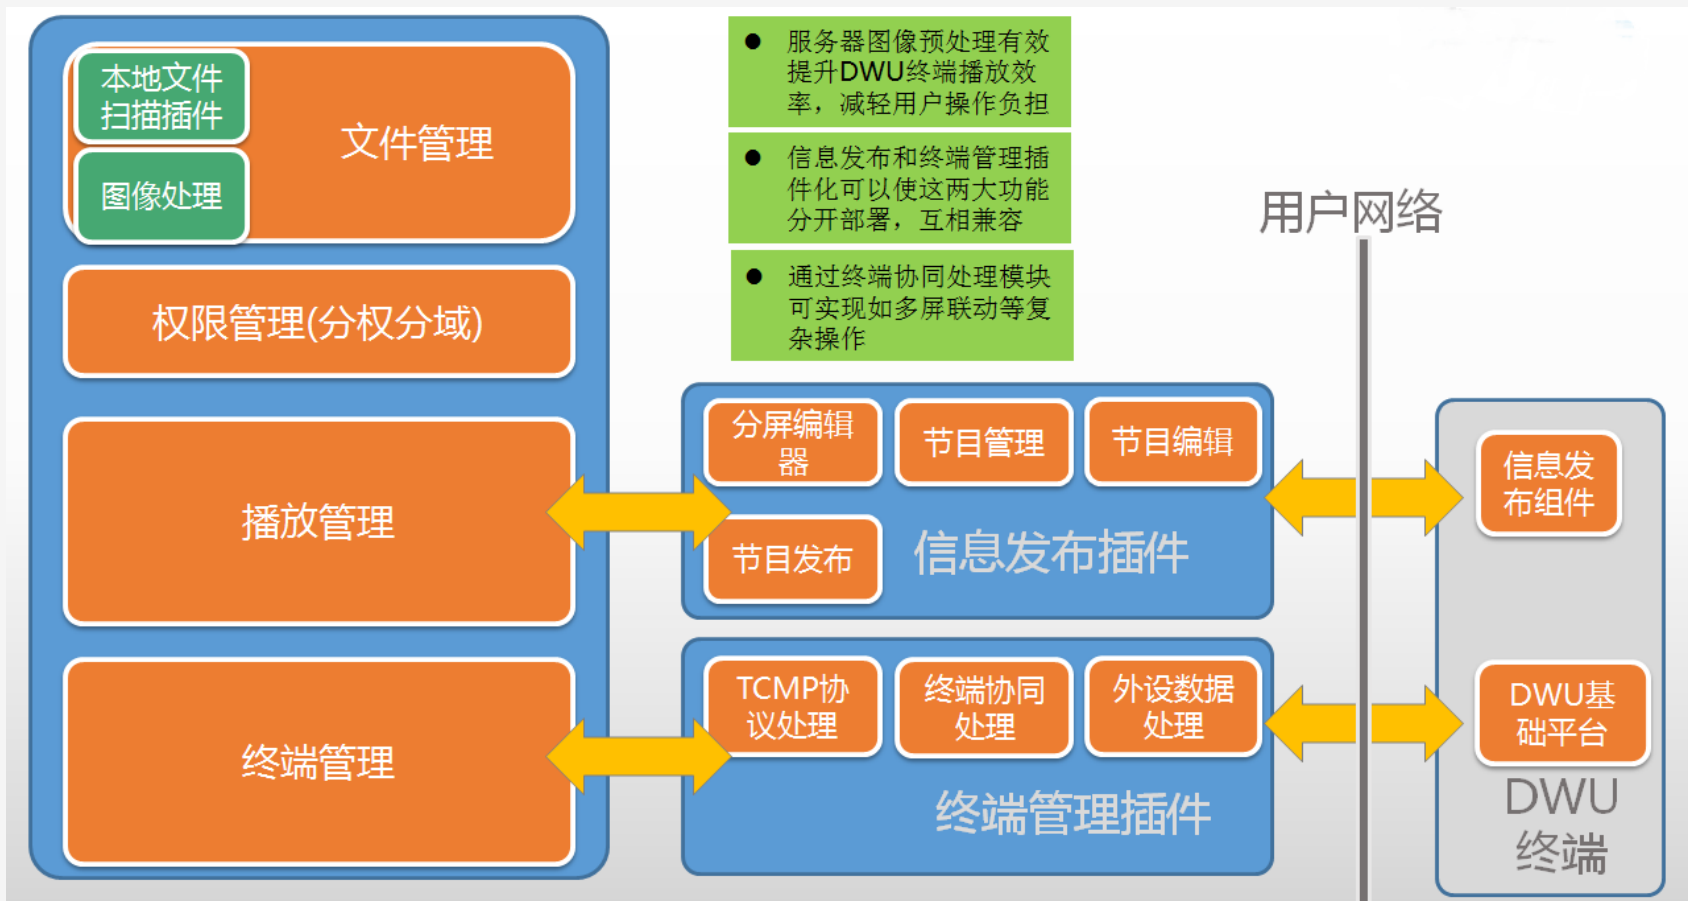 本地文件
扫描插件
图像处理
文件管理
权限管理(分权分域)
播放管理
终端管理
● 服务器图像预处理有效
提升DWU终端播放效
率，减轻用户操作负担
● 信息发布和终端管理插
件化可以使这两大功能
分开部署，互相兼容
● 通过终端协同处理模块
可实现如多屏联动等复
杂操作
分屏编辑
器
节目管理
节目编辑
节目发布
信息发布插件
TCMP协
议处理
终端协同
处理
外设数据
处理
终端管理插件
用户网络
信息发
布组件
DWU基
础平台
DWU
终端